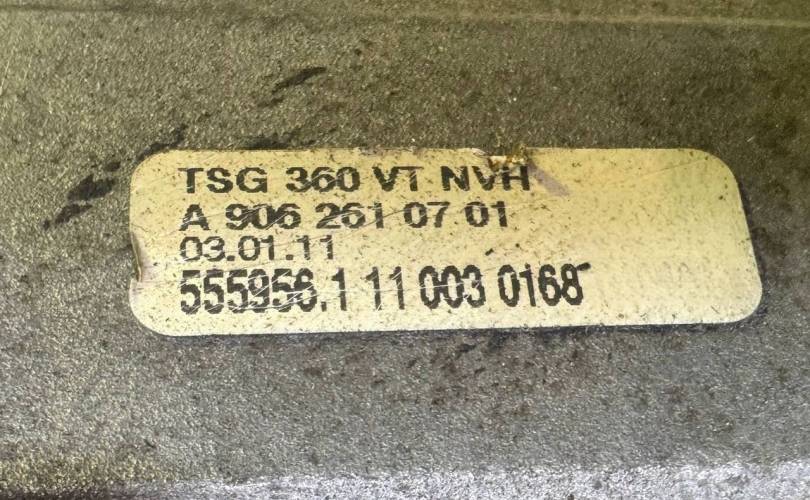 TSG 360 VT NVH
A 906 261 07 01
03.01.11
555956.1 11 003 0168